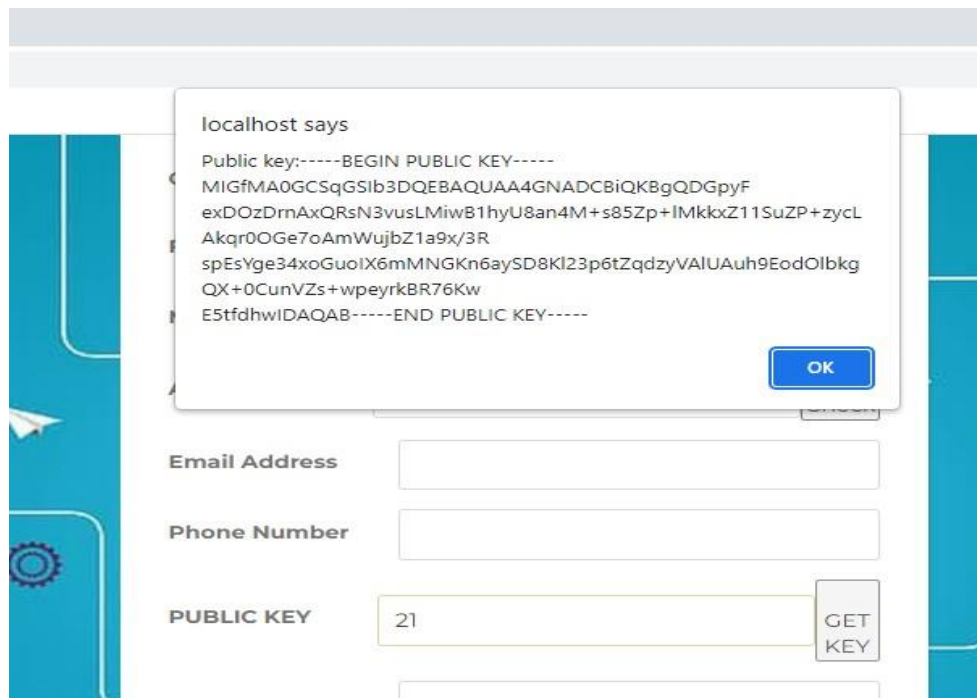 localhost says
Public key:-----BEGIN PUBLIC KEY-----
MIGfMA0GCSqGSIb3DQEBAQUAA4GNADCBiQKBgQDGpyF
exDOzDrnAxQRsN3vusLMiwB1hyU8an4M+s85Zp+lMkkxZ11SuZP+zycL
Akqr0OGe7oAmWujbZ1a9x/3R
spEsYge34xoGuoIX6mMNGKn6aySD8Kl23p6tZqdzyVAlUAuh9EodOlbkg
QX+0CunVZs+wpeyrkBR76Kw
E5tfdhwIDAQAB-----END PUBLIC KEY-----
OK
Email Address
Phone Number
PUBLIC KEY
21
GET
KEY